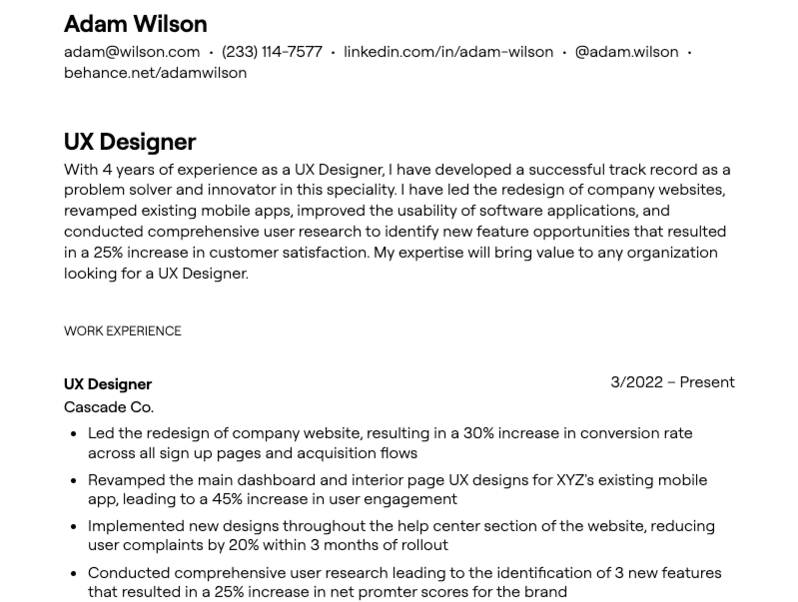 Adam Wilson
adam@wilson.com • (233) 114-7577 • linkedin.com/in/adam-wilson • @adam.wilson •
behance.net/adamwilson
UX Designer
With 4 years of experience as a UX Designer, I have developed a successful track record as a
problem solver and innovator in this speciality. I have led the redesign of company websites,
revamped existing mobile apps, improved the usability of software applications, and
conducted comprehensive user research to identify new feature opportunities that resulted
in a 25% increase in customer satisfaction. My expertise will bring value to any organization
looking for a UX Designer.
WORK EXPERIENCE
UX Designer 3/2022 – Present
Cascade Co.
• Led the redesign of company website, resulting in a 30% increase in conversion rate
across all sign up pages and acquisition flows
• Revamped the main dashboard and interior page UX designs for XYZ's existing mobile
app, leading to a 45% increase in user engagement
• Implemented new designs throughout the help center section of the website, reducing
user complaints by 20% within 3 months of rollout
• Conducted comprehensive user research leading to the identification of 3 new features
that resulted in a 25% increase in net promter scores for the brand